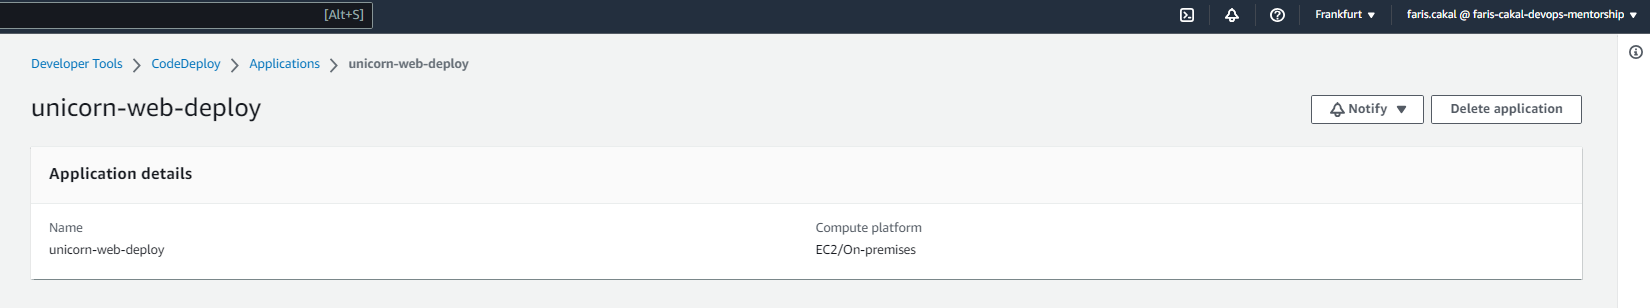 [Alt+S] Frankfurt faris.cakal @ faris-cakal-devops-mentorship
Developer Tools CodeDeploy Applications unicorn-web-deploy
unicorn-web-deploy
Notify Delete application
Application details
Name Compute platform
unicorn-web-deploy EC2/On-premises